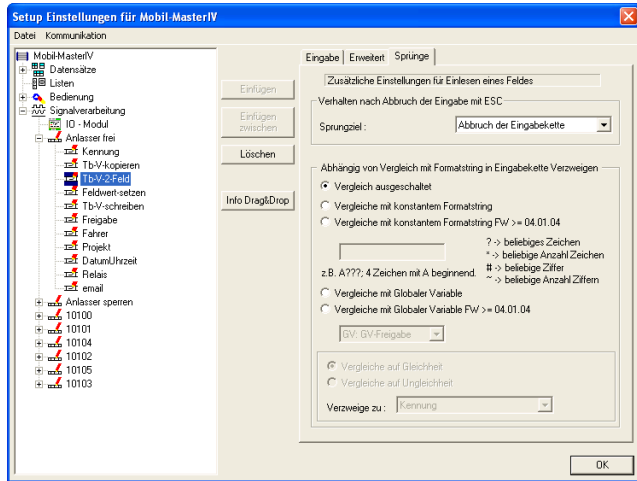 Setup Einstellungen für Mobil-MasterIV
Datei Kommunikation
Mobil-MasterIV
Datensätze
Listen
Bedienung
Signalverarbeitung
IO - Modul
Anlasser frei
Kennung
Tb-V-kopieren
Tb-V-2-Feld
Feldwert-setzen
Tb-V-schreiben
Freigabe
Fahrer
Projekt
DatumUhrzeit
Relais
email
Anlasser sperren
10100
10101
10104
10102
10105
10103
Einfügen
Einfügen
zwischen
Löschen
Info Drag&Drop
Eingabe Erweitert Sprünge
Zusätzliche Einstellungen für Einlesen eines Feldes
Verhalten nach Abbruch der Eingabe mit ESC
Sprungziel : Abbruch der Eingabekette
Abhängig von Vergleich mit Formatstring in Eingabekette Verzweigen
Vergleich ausgeschaltet
Vergleiche mit konstantem Formatstring
Vergleiche mit konstantem Formatstring FW >= 04.01.04
? -> beliebiges Zeichen
* -> beliebige Anzahl Zeichen
# -> beliebige Ziffer
~ -> beliebige Anzahl Ziffern
z.B. A???; 4 Zeichen mit A beginnend.
Vergleiche mit Globaler Variable
Vergleiche mit Globaler Variable FW >= 04.01.04
GV: GV-Freigabe
Vergleiche auf Gleichheit
Vergleiche auf Ungleichheit
Verzweige zu : Kennung
OK